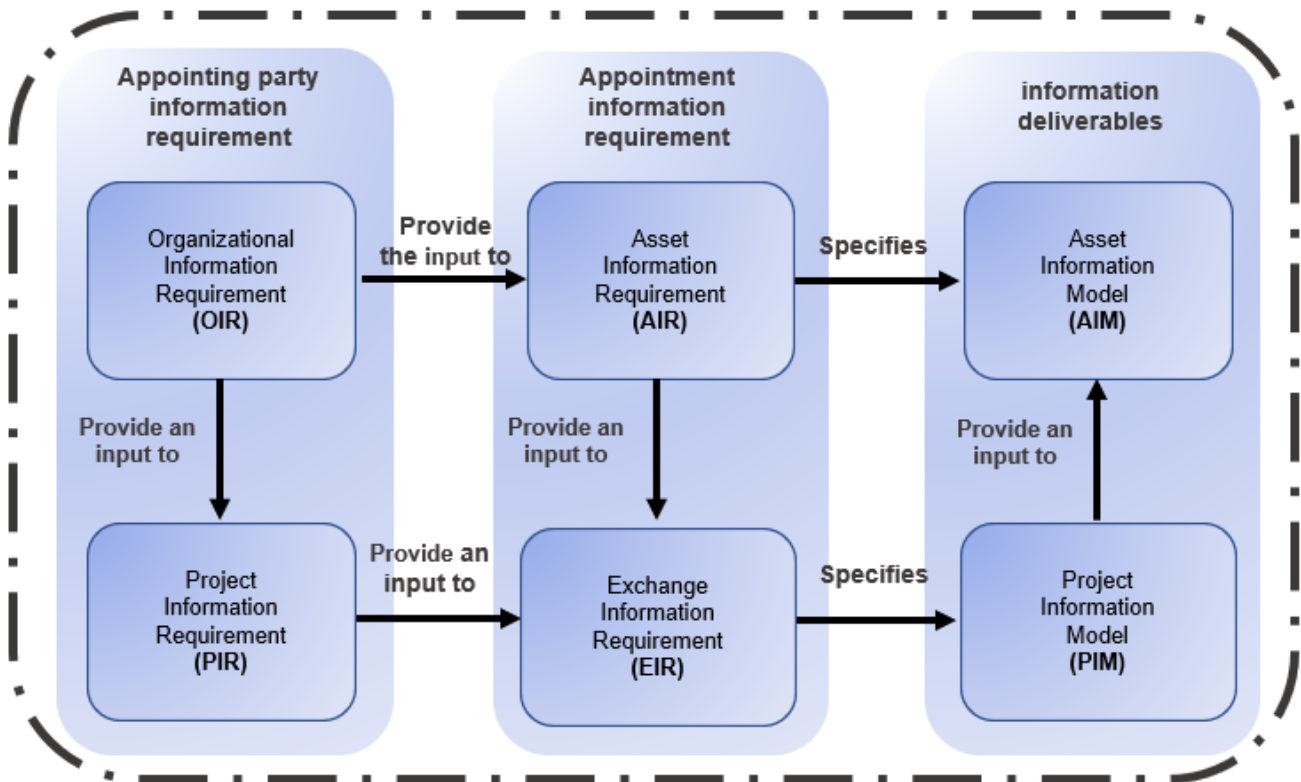 Appointing party
information
requirement
Appointment
information
requirement
information
deliverables
Organizational
Information
Requirement
(OIR)
Provide
the input to
Asset
Information
Requirement
(AIR)
Specifies
Asset
Information
Model
(AIM)
Provide an
input to
Provide an
input to
Provide an
input to
Project
Information
Requirement
(PIR)
Provide an
input to
Exchange
Information
Requirement
(EIR)
Specifies
Project
Information
Model
(PIM)